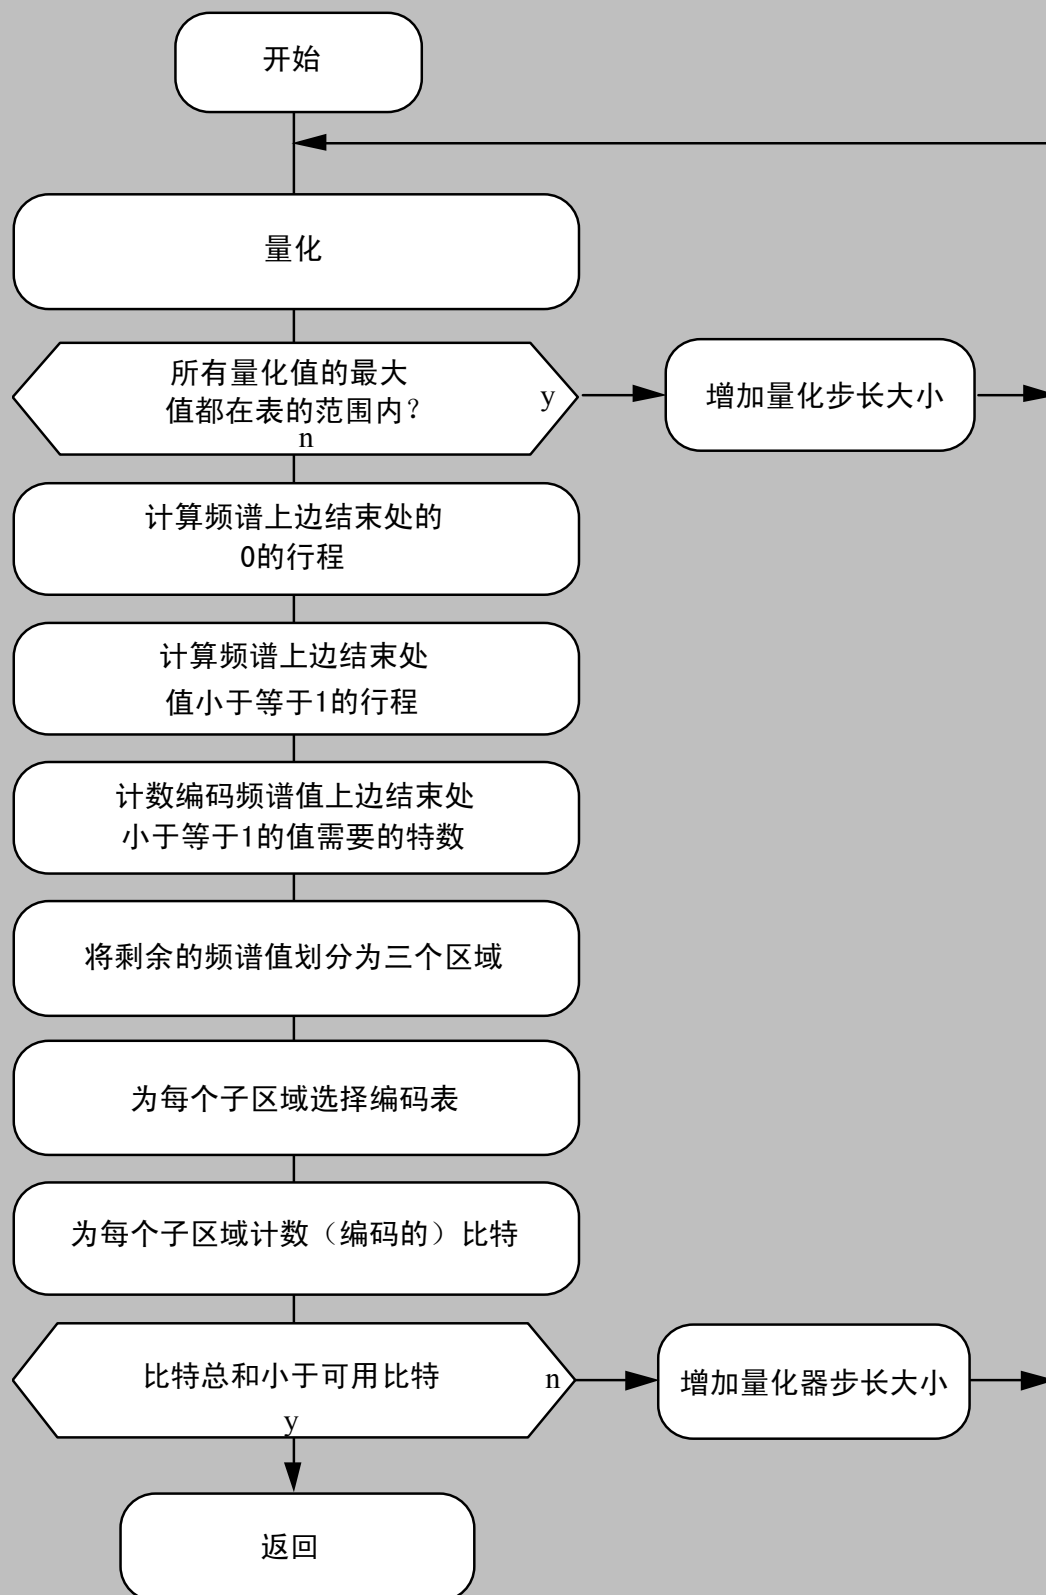 开始
量化
所有量化值的最大
值都在表的范围内？
y
n
增加量化步长大小
计算频谱上边结束处的
0的行程
计算频谱上边结束处
值小于等于1的行程
计数编码频谱值上边结束处
小于等于1的值需要的特数
将剩余的频谱值划分为三个区域
为每个子区域选择编码表
为每个子区域计数（编码的）比特
比特总和小于可用比特
n
y
增加量化器步长大小
返回